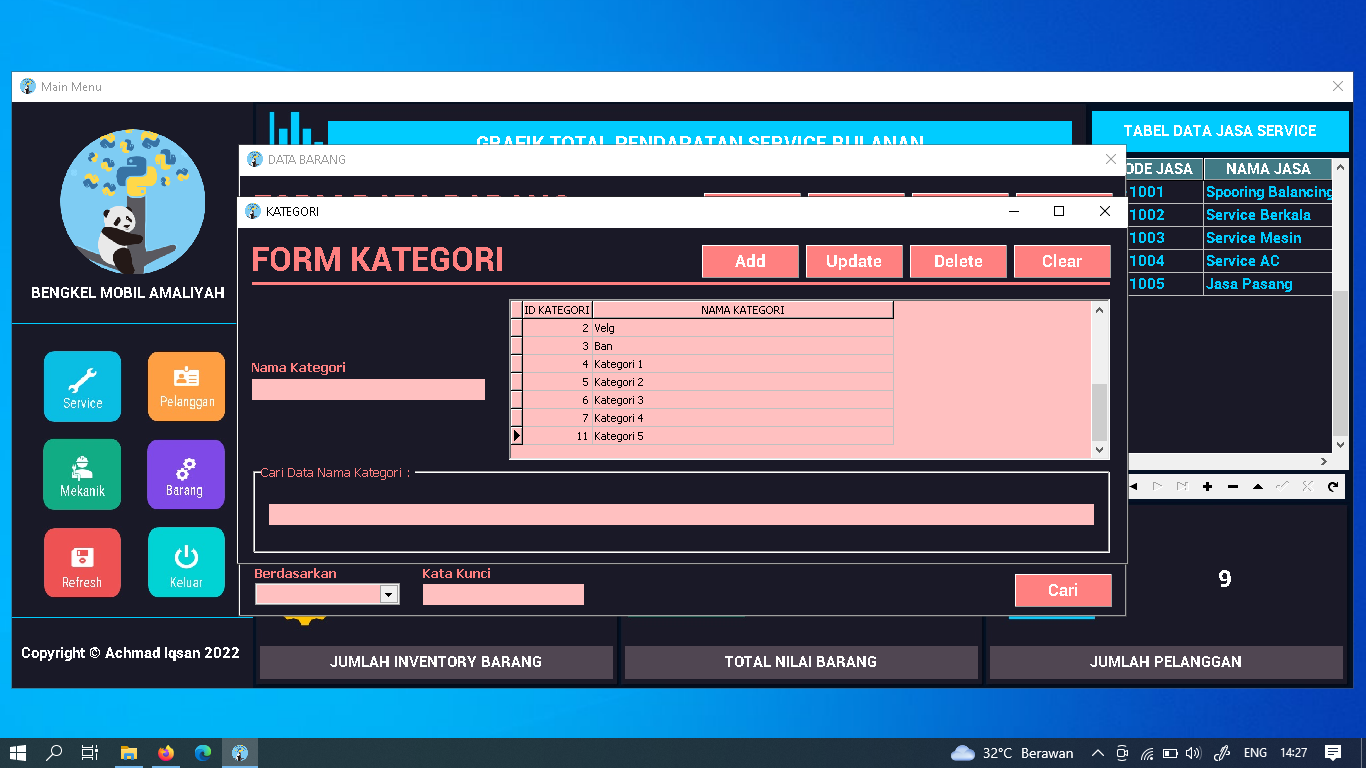 Main Menu
GRAFIK TOTAL PENDAPATAN SERVICE BULANAN
TABEL DATA JASA SERVICE
ODE JASA NAMA JASA
1001 Spooring Balancing
1002 Service Berkala
1003 Service Mesin
1004 Service AC
1005 Jasa Pasang
BENGKEL MOBIL AMALIYAH
Service
Pelanggan
Mekanik
Barang
Refresh
Keluar
Copyright © Achmad Iqsan 2022
DATA BARANG
KATEGORI
FORM KATEGORI
Add
Update
Delete
Clear
Nama Kategori
ID KATEGORI NAMA KATEGORI
2 Velg
3 Ban
4 Kategori 1
5 Kategori 2
6 Kategori 3
7 Kategori 4
11 Kategori 5
Cari Data Nama Kategori :
Berdasarkan
Kata Kunci
Cari
9
JUMLAH INVENTORY BARANG
TOTAL NILAI BARANG
JUMLAH PELANGGAN
32°C Berawan
ENG
14:27